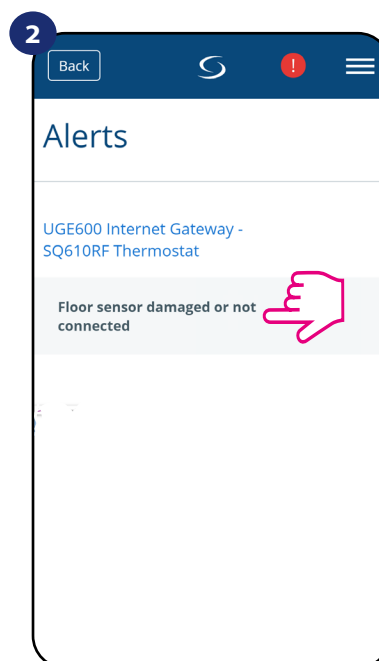 2
Back
!
Alerts
UGE600 Internet Gateway -
SQ610RF Thermostat
Floor sensor damaged or not
connected